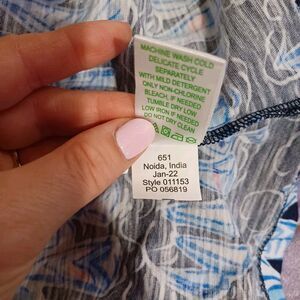 MACHINE WASH COLD
DELICATE CYCLE
SEPARATELY
WITH MILD DETERGENT
ONLY NON-CHLORINE
BLEACH, IF NEEDED
TUMBLE DRY LOW
LOW IRON IF NEEDED
DO NOT DRY CLEAN
651
Noida, India
Jan-22
Style 011153
PO 056819